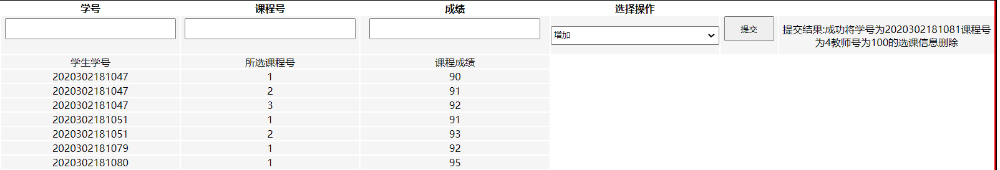 学号 课程号 成绩 选择操作
增加 提交 提交结果:成功将学号为2020302181081课程号
为4教师号为100的选课信息删除
学生学号 所选课程号 课程成绩
2020302181047 1 90
2020302181047 2 91
2020302181047 3 92
2020302181051 1 91
2020302181051 2 93
2020302181079 1 92
2020302181080 1 95